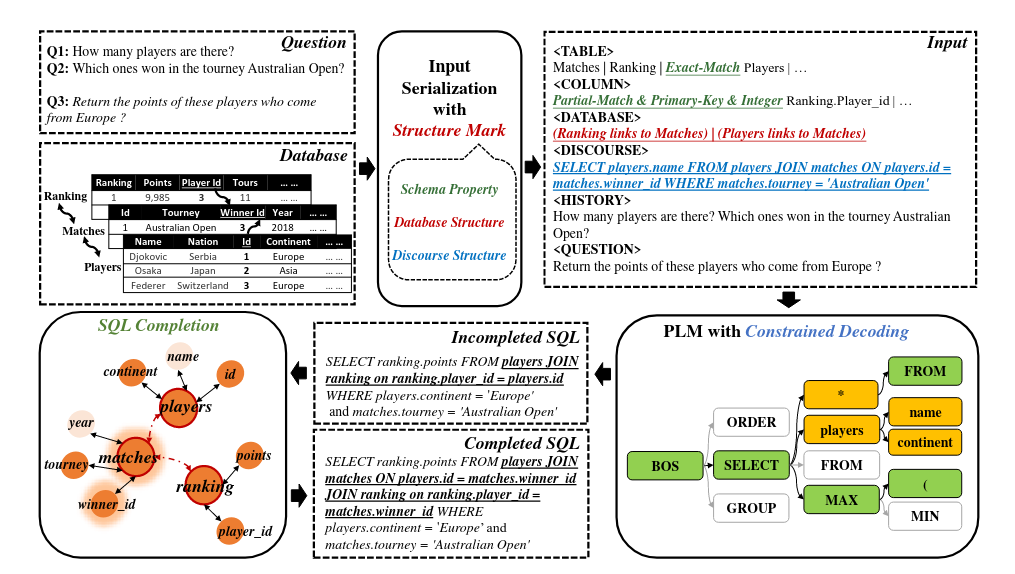 Question
Q1: How many players are there?
Q2: Which ones won in the tourney Australian Open?
Q3: Return the points of these players who come
from Europe ?
Database
Ranking Points Player Id Tours ... ...
1 9,985 3 11 ... ...
Id Tourney Winner Id Year ... ...
1 Australian Open 3 2018 ... ...
Name Nation Id Continent ... ...
Djokovic Serbia 1 Europe ... ...
Osaka Japan 2 Asia ... ...
Federer Switzerland 3 Europe ... ...
Ranking
Matches
Players
Input
Serialization
with
Structure Mark
Schema Property
Database Structure
Discourse Structure
Input
<TABLE>
Matches | Ranking | Exact-Match Players | …
<COLUMN>
Partial-Match & Primary-Key & Integer Ranking.Player_id | …
<DATABASE>
(Ranking links to Matches) | (Players links to Matches)
<DISCOURSE>
SELECT players.name FROM players JOIN matches ON players.id =
matches.winner_id WHERE matches.tourney = 'Australian Open'
<HISTORY>
How many players are there? Which ones won in the tourney Australian
Open?
<QUESTION>
Return the points of these players who come from Europe ?
SQL Completion
name
continent
id
players
year
matches
tourney
points
ranking
winner_id
player_id
Incompleted SQL
SELECT ranking.points FROM players JOIN
ranking on ranking.player_id = players.id
WHERE players.continent = 'Europe'
and matches.tourney = 'Australian Open'
Completed SQL
SELECT ranking.points FROM players JOIN
matches ON players.id = matches.winner_id
JOIN ranking on ranking.player_id =
matches.winner_id WHERE
players.continent = 'Europe' and
matches.tourney = 'Australian Open'
PLM with Constrained Decoding
FROM
*
name
ORDER
players
continent
BOS
SELECT
FROM
(
MAX
GROUP
MIN